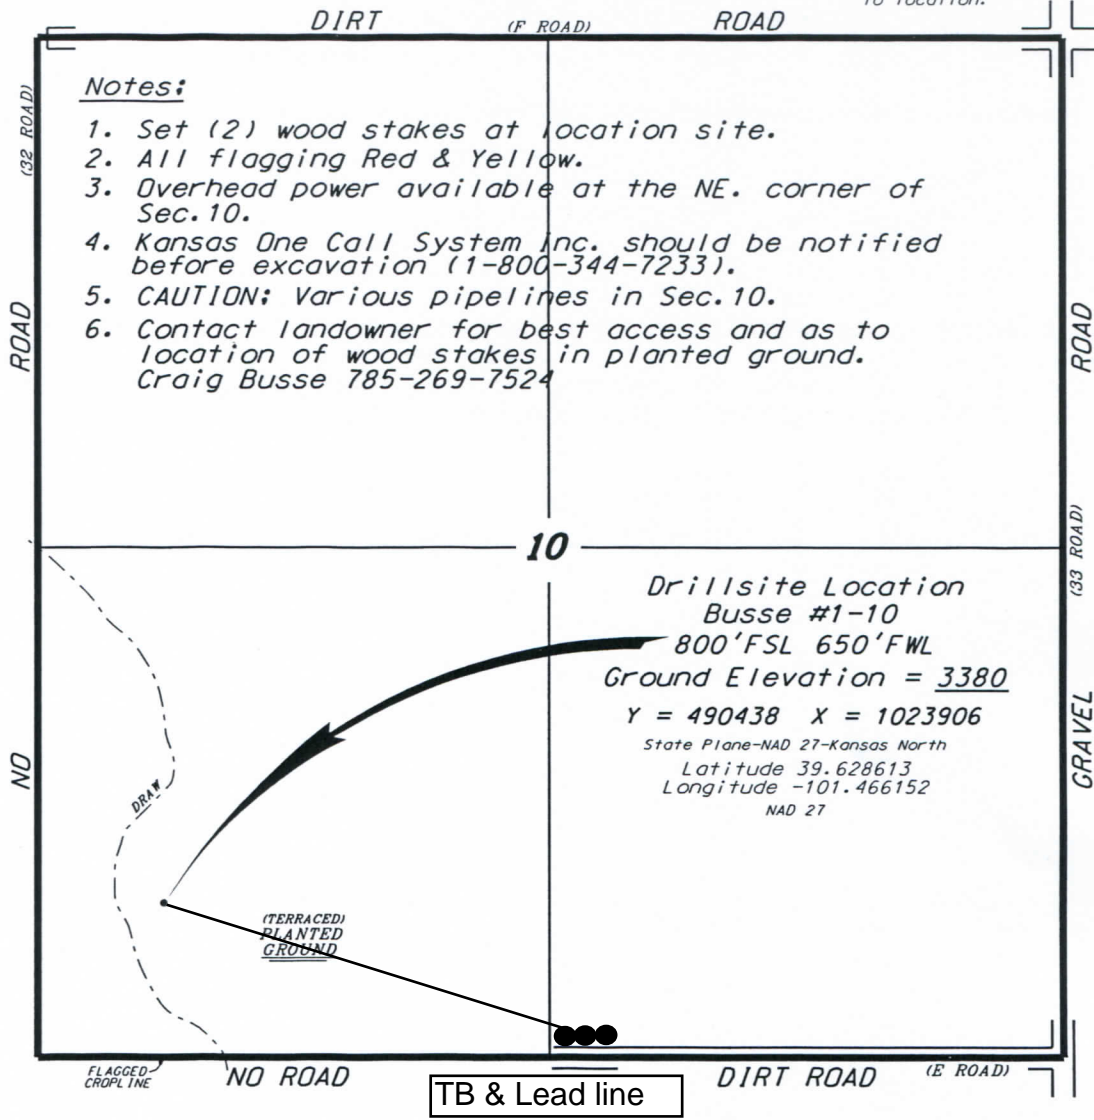 to location.
DIRT (F ROAD) ROAD
(32 ROAD)
Notes:
1. Set (2) wood stakes at location site.
2. All flagging Red & Yellow.
3. Overhead power available at the NE. corner of
Sec.10.
4. Kansas One Call System inc. should be notified
before excavation (1-800-344-7233).
5. CAUTION: Various pipelines in Sec.10.
6. Contact landowner for best access and as to
location of wood stakes in planted ground.
Craig Busse 785-269-7524
ROAD
ROAD
10
(33 ROAD)
Drillsite Location
Busse #1-10
800'FSL 650'FWL
Ground Elevation = 3380
Y = 490438 X = 1023906
State Plane-NAD 27-Kansas North
Latitude 39.628613
Longitude -101.466152
NAD 27
NO
GRAVEL
DRAW
(TERRACED)
PLANTED
GROUND
FLAGGED
CROPLINE
NO ROAD
DIRT ROAD (E ROAD)
TB & Lead line